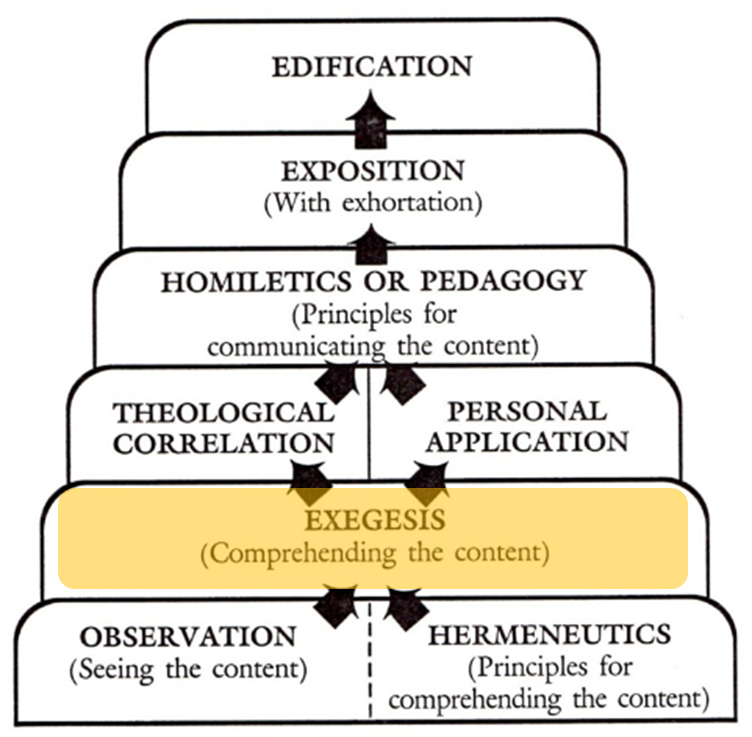 EDIFICATION
EXPOSITION
(With exhortation)
HOMILETICS OR PEDAGOGY
(Principles for
communicating the content)
THEOLOGICAL
CORRELATION
PERSONAL
APPLICATION
EXEGESIS
(Comprehending the content)
OBSERVATION
(Seeing the content)
HERMENEUTICS
(Principles for
comprehending the content)